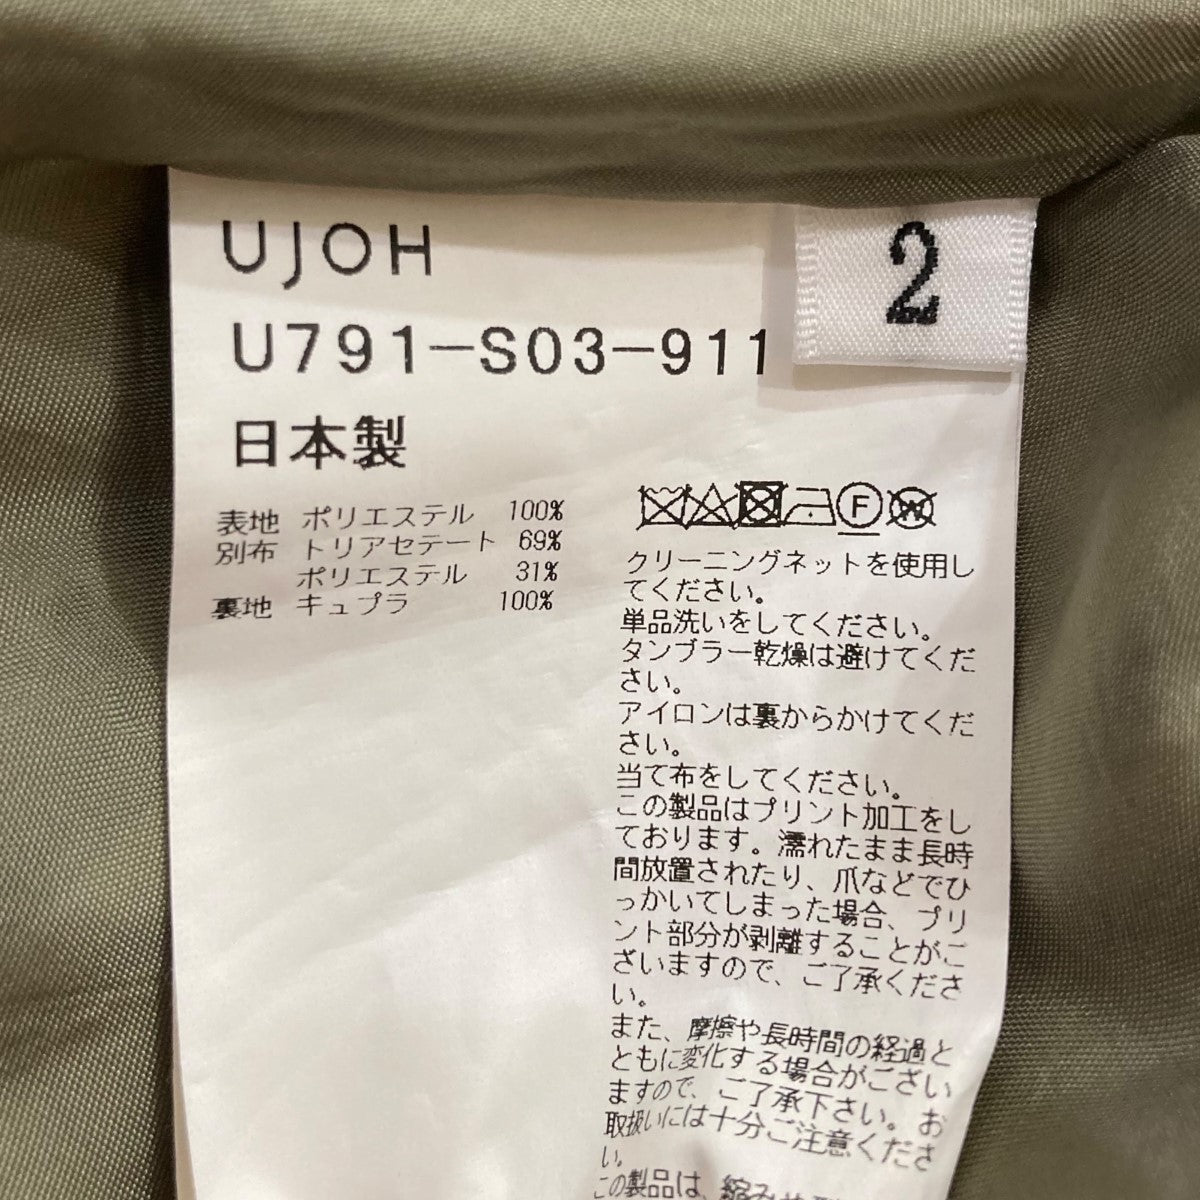 UJOH
2
U791-S03-911
日本製
表地 ポリエステル 100%
別布 トリアセテート 69%
ポリエステル 31%
裏地 キュプラ 100%
F
W
クリーニングネットを使用し
てください。
単品洗いをしてください。
タンブラー乾燥は避けてくだ
さい。
アイロンは裏からかけてくだ
さい。
当て布をしてください。
この製品はプリント加工をし
ております。濡れたまま長時
間放置されたり、爪などでひ
っかいてしまった場合、プリ
ント部分が剥離することがご
ざいますので、ご了承くださ
い。
また、摩擦や長時間の経過と
ともに変化する場合がござい
ますので、ご了承下さい。お
取扱いには十分ご注意くださ
い。
この製品は、縮みや